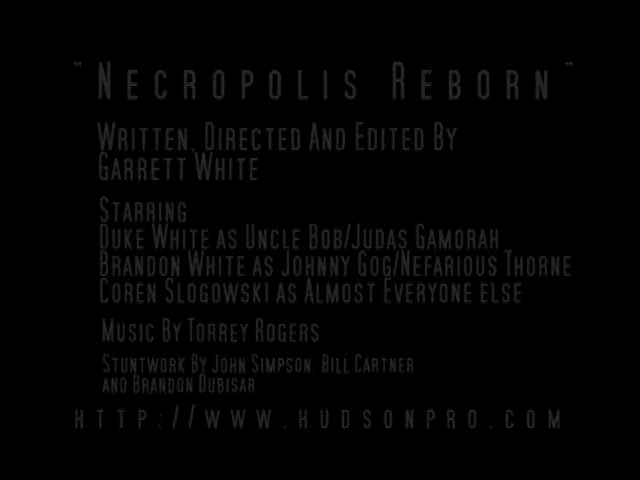 "Necropolis Reborn"
Written, Directed And Edited By
Garrett White
Starring
Duke White as Uncle Bob/Judas Gamorah
Brandon White as Johnny Gog/Nefarious Thorne
Coren Slogowski as Almost Everyone else
Music By Torrey Rogers
Stuntwork By John Simpson, Bill Cartner
and Brandon Dubisar
http://www.hudsonpro.com